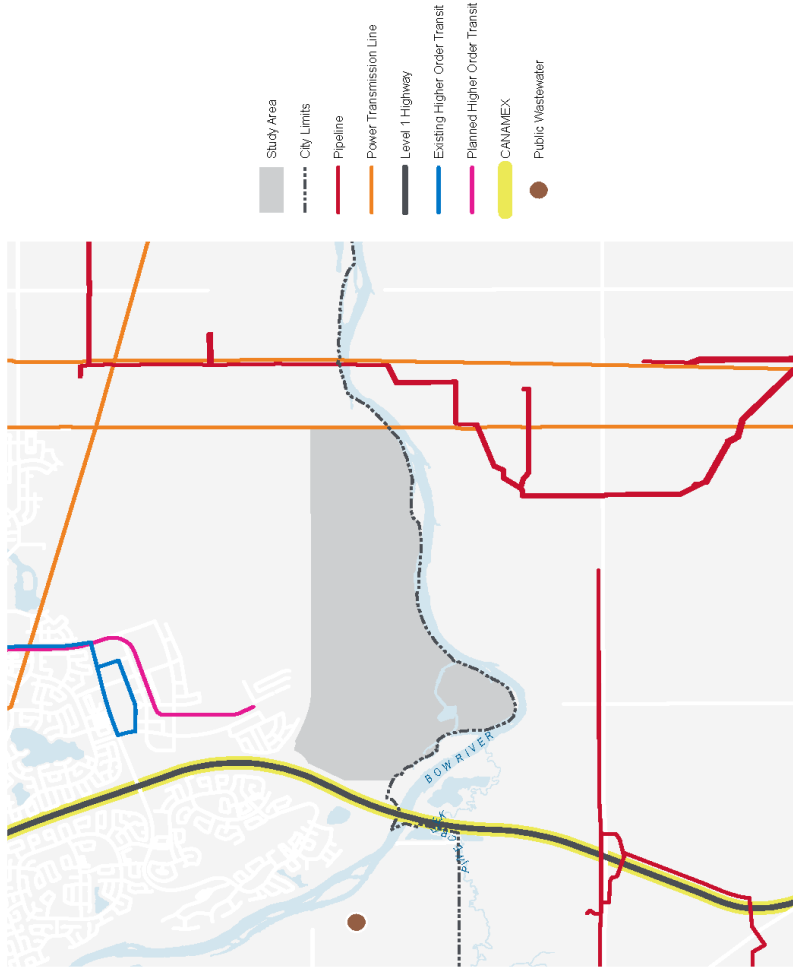 Study Area
City Limits
Pipeline
Power Transmission Line
Level 1 Highway
Existing Higher Order Transit
Planned Higher Order Transit
CANAMEX
Public Wastewater
BOW RIVER